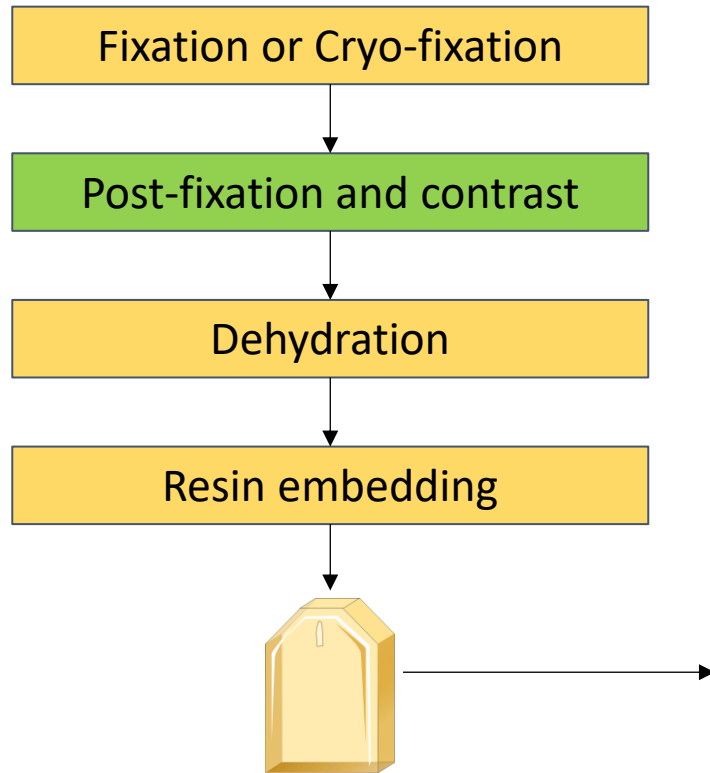 Fixation or Cryo-fixation
Post-fixation and contrast
Dehydration
Resin embedding